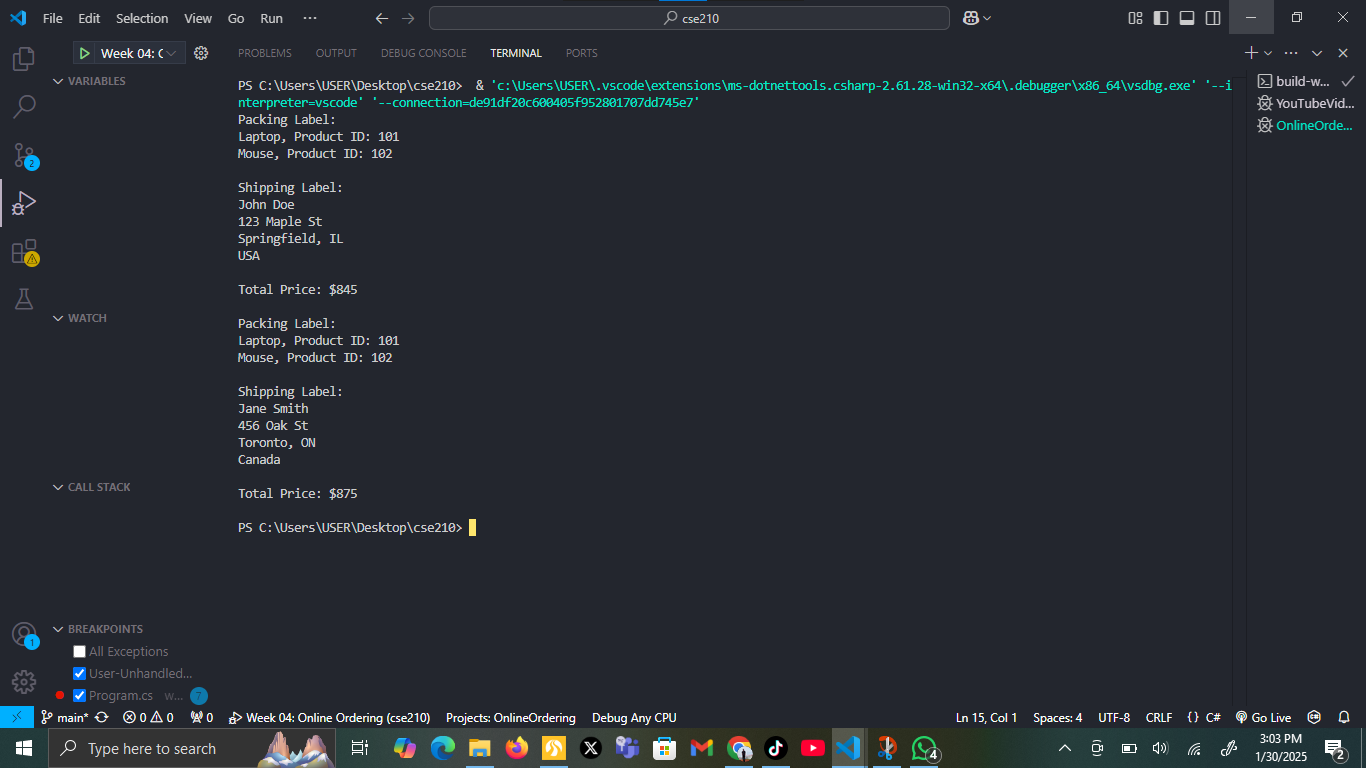 File Edit Selection View Go Run ··· cse210
Week 04: C
PROBLEMS OUTPUT DEBUG CONSOLE TERMINAL PORTS
VARIABLES
WATCH
CALL STACK
BREAKPOINTS
All Exceptions
User-Unhandled...
Program.cs w... 7
2
1
PS C:\Users\USER\Desktop\cse210> & 'c:\Users\USER\.vscode\extensions\ms-dotnettools.csharp-2.61.28-win32-x64\.debugger\x86_64\vsdbg.exe' '--i
nterpreter=vscode' '--connection=de91df20c600405f952801707dd745e7'
Packing Label:
Laptop, Product ID: 101
Mouse, Product ID: 102
Shipping Label:
John Doe
123 Maple St
Springfield, IL
USA
Total Price: $845
Packing Label:
Laptop, Product ID: 101
Mouse, Product ID: 102
Shipping Label:
Jane Smith
456 Oak St
Toronto, ON
Canada
Total Price: $875
PS C:\Users\USER\Desktop\cse210>
build-w...
YouTubeVid...
OnlineOrde...
main* 0 0 0 Week 04: Online Ordering (cse210) Projects: OnlineOrdering Debug Any CPU Ln 15, Col 1 Spaces: 4 UTF-8 CRLF {} C# Go Live
Type here to search
4
3:03 PM
1/30/2025
2